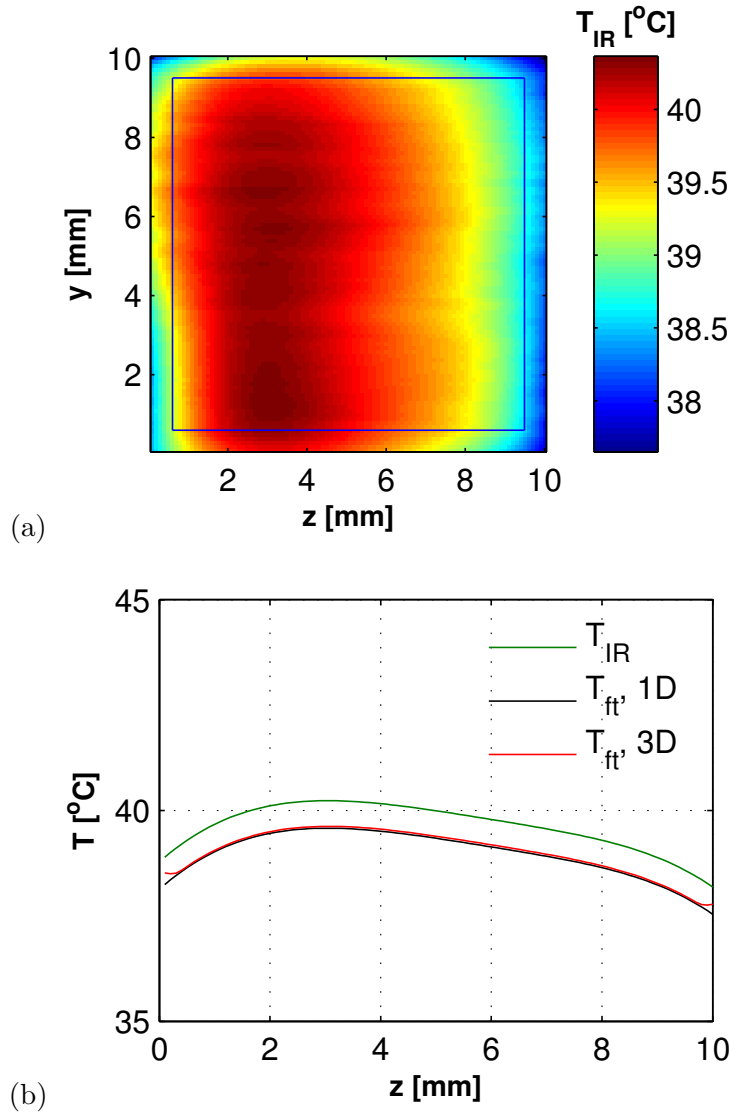 T_IR [°C]
10
8
6
4
2
y [mm]
2 4 6 8 10
z [mm]
40
39.5
39
38.5
38
(a)
45
40
35
T [°C]
T_IR
T_ft, 1D
T_ft, 3D
0 2 4 6 8 10
z [mm]
(b)